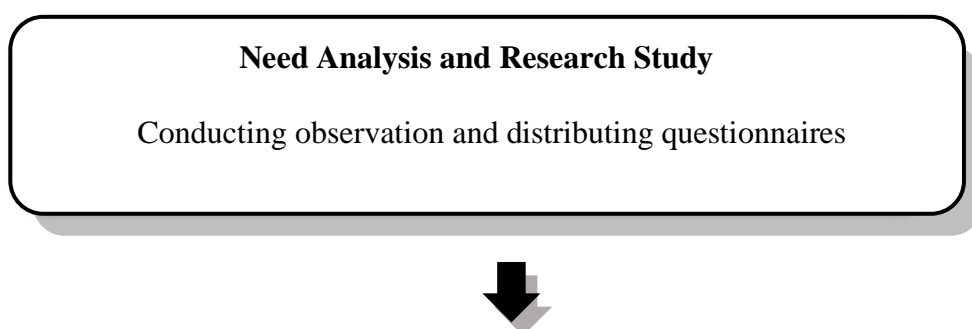 Need Analysis and Research Study
Conducting observation and distributing questionnaires